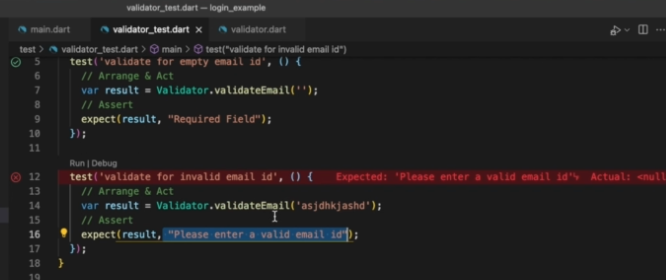 validator_test.dart — login_example
main.dart validator_test.dart validator.dart
test > validator_test.dart > main > test("validate for invalid email id")
5 test('validate for empty email id', () {
6 // Arrange & Act
7 var result = Validator.validateEmail('');
8 // Assert
9 expect(result, "Required Field");
10 });
11
Run | Debug
12 test('validate for invalid email id', () { Expected: 'Please enter a valid email id'␊ Actual: <null
13 // Arrange & Act
14 var result = Validator.validateEmail('asjdhkjashd');
15 // Assert
16 expect(result, "Please enter a valid email id");
17 });
18 }